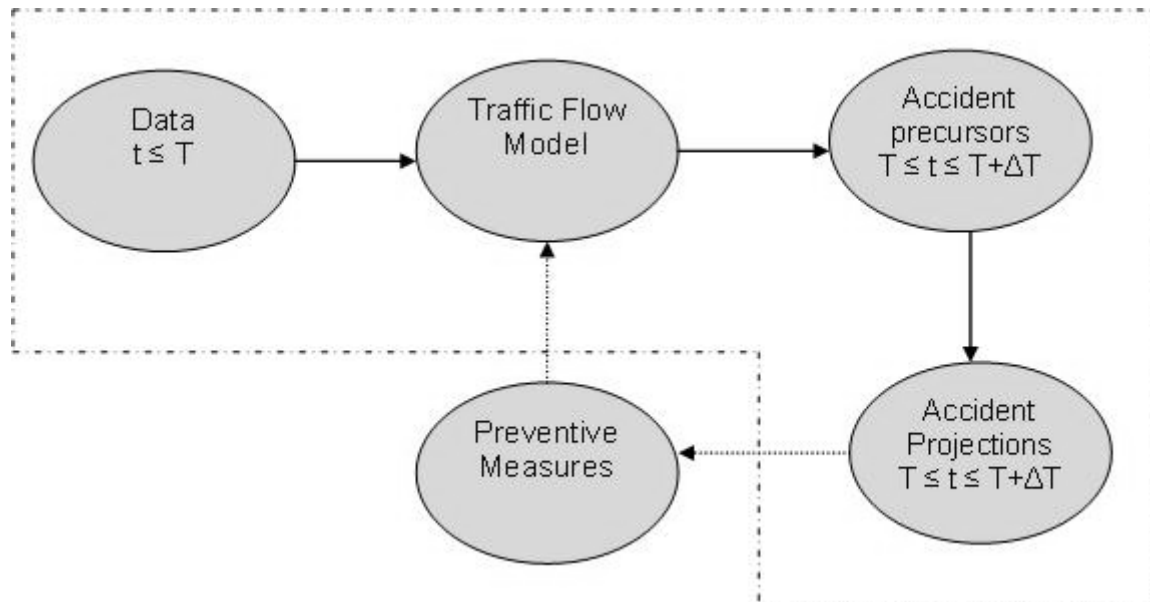 Data
t ≤ T
Traffic Flow
Model
Accident
precursors
T ≤ t ≤ T+ΔT
Preventive
Measures
Accident
Projections
T ≤ t ≤ T+ΔT